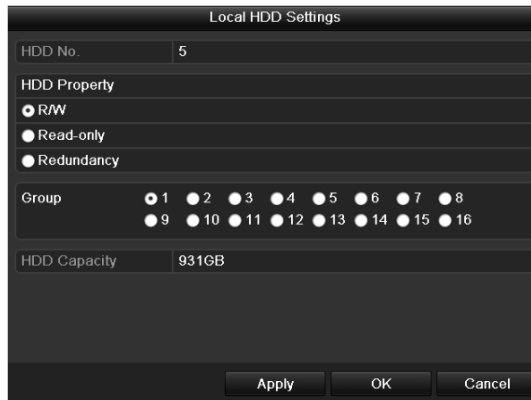 Local HDD Settings
HDD No. 5
HDD Property
R/W
Read-only
Redundancy
Group 1 2 3 4 5 6 7 8
9 10 11 12 13 14 15 16
HDD Capacity 931GB
Apply OK Cancel